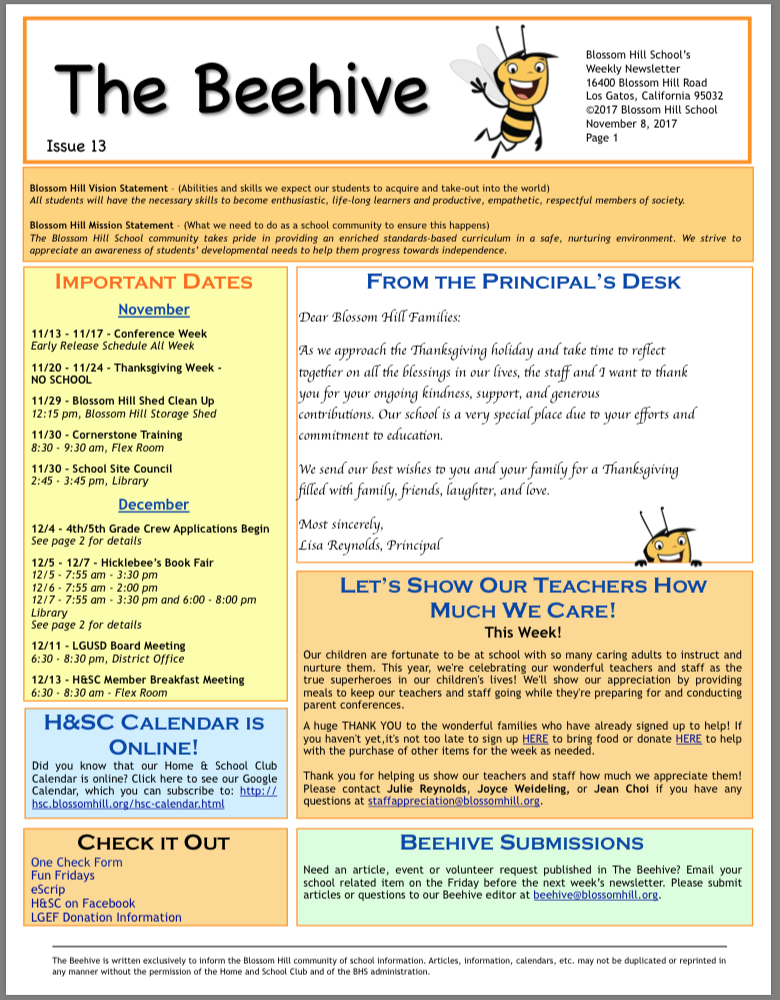 The Beehive
Issue 13
Blossom Hill School's
Weekly Newsletter
16400 Blossom Hill Road
Los Gatos, California 95032
©2017 Blossom Hill School
November 8, 2017
Page 1
Blossom Hill Vision Statement - (Abilities and skills we expect our students to acquire and take-out into the world)
All students will have the necessary skills to become enthusiastic, life-long learners and productive, empathetic, respectful members of society.
Blossom Hill Mission Statement - (What we need to do as a school community to ensure this happens)
The Blossom Hill School community takes pride in providing an enriched standards-based curriculum in a safe, nurturing environment. We strive to
appreciate an awareness of students' developmental needs to help them progress towards independence.
IMPORTANT DATES
November
11/13 - 11/17 - Conference Week
Early Release Schedule All Week
11/20 - 11/24 - Thanksgiving Week -
NO SCHOOL
11/29 - Blossom Hill Shed Clean Up
12:15 pm, Blossom Hill Storage Shed
11/30 - Cornerstone Training
8:30 - 9:30 am, Flex Room
11/30 - School Site Council
2:45 - 3:45 pm, Library
December
12/4 - 4th/5th Grade Crew Applications Begin
See page 2 for details
12/5 - 12/7 - Hicklebee's Book Fair
12/5 - 7:55 am - 3:30 pm
12/6 - 7:55 am - 2:00 pm
12/7 - 7:55 am - 3:30 pm and 6:00 - 8:00 pm
Library
See page 2 for details
12/11 - LGUSD Board Meeting
6:30 - 8:30 pm, District Office
12/13 - H&SC Member Breakfast Meeting
6:30 - 8:30 am - Flex Room
H&SC CALENDAR IS
ONLINE!
Did you know that our Home & School Club
Calendar is online? Click here to see our Google
Calendar, which you can subscribe to: http://
hsc.blossomhill.org/hsc-calendar.html
CHECK IT OUT
One Check Form
Fun Fridays
eScrip
H&SC on Facebook
LGEF Donation Information
FROM THE PRINCIPAL'S DESK
Dear Blossom Hill Families:
As we approach the Thanksgiving holiday and take time to reflect
together on all the blessings in our lives, the staff and I want to thank
you for your ongoing kindness, support, and generous
contributions. Our school is a very special place due to your efforts and
commitment to education.
We send our best wishes to you and your family for a Thanksgiving
filled with family, friends, laughter, and love.
Most sincerely,
Lisa Reynolds, Principal
LET'S SHOW OUR TEACHERS HOW
MUCH WE CARE!
This Week!
Our children are fortunate to be at school with so many caring adults to instruct and
nurture them. This year, we're celebrating our wonderful teachers and staff as the
true superheroes in our children's lives! We'll show our appreciation by providing
meals to keep our teachers and staff going while they're preparing for and conducting
parent conferences.
A huge THANK YOU to the wonderful families who have already signed up to help! If
you haven't yet,it's not too late to sign up HERE to bring food or donate HERE to help
with the purchase of other items for the week as needed.
Thank you for helping us show our teachers and staff how much we appreciate them!
Please contact Julie Reynolds, Joyce Weideling, or Jean Choi if you have any
questions at staffappreciation@blossomhill.org.
BEEHIVE SUBMISSIONS
Need an article, event or volunteer request published in The Beehive? Email your
school related item on the Friday before the next week's newsletter. Please submit
articles or questions to our Beehive editor at beehive@blossomhill.org.
The Beehive is written exclusively to inform the Blossom Hill community of school information. Articles, information, calendars, etc. may not be duplicated or reprinted in
any manner without the permission of the Home and School Club and of the BHS administration.